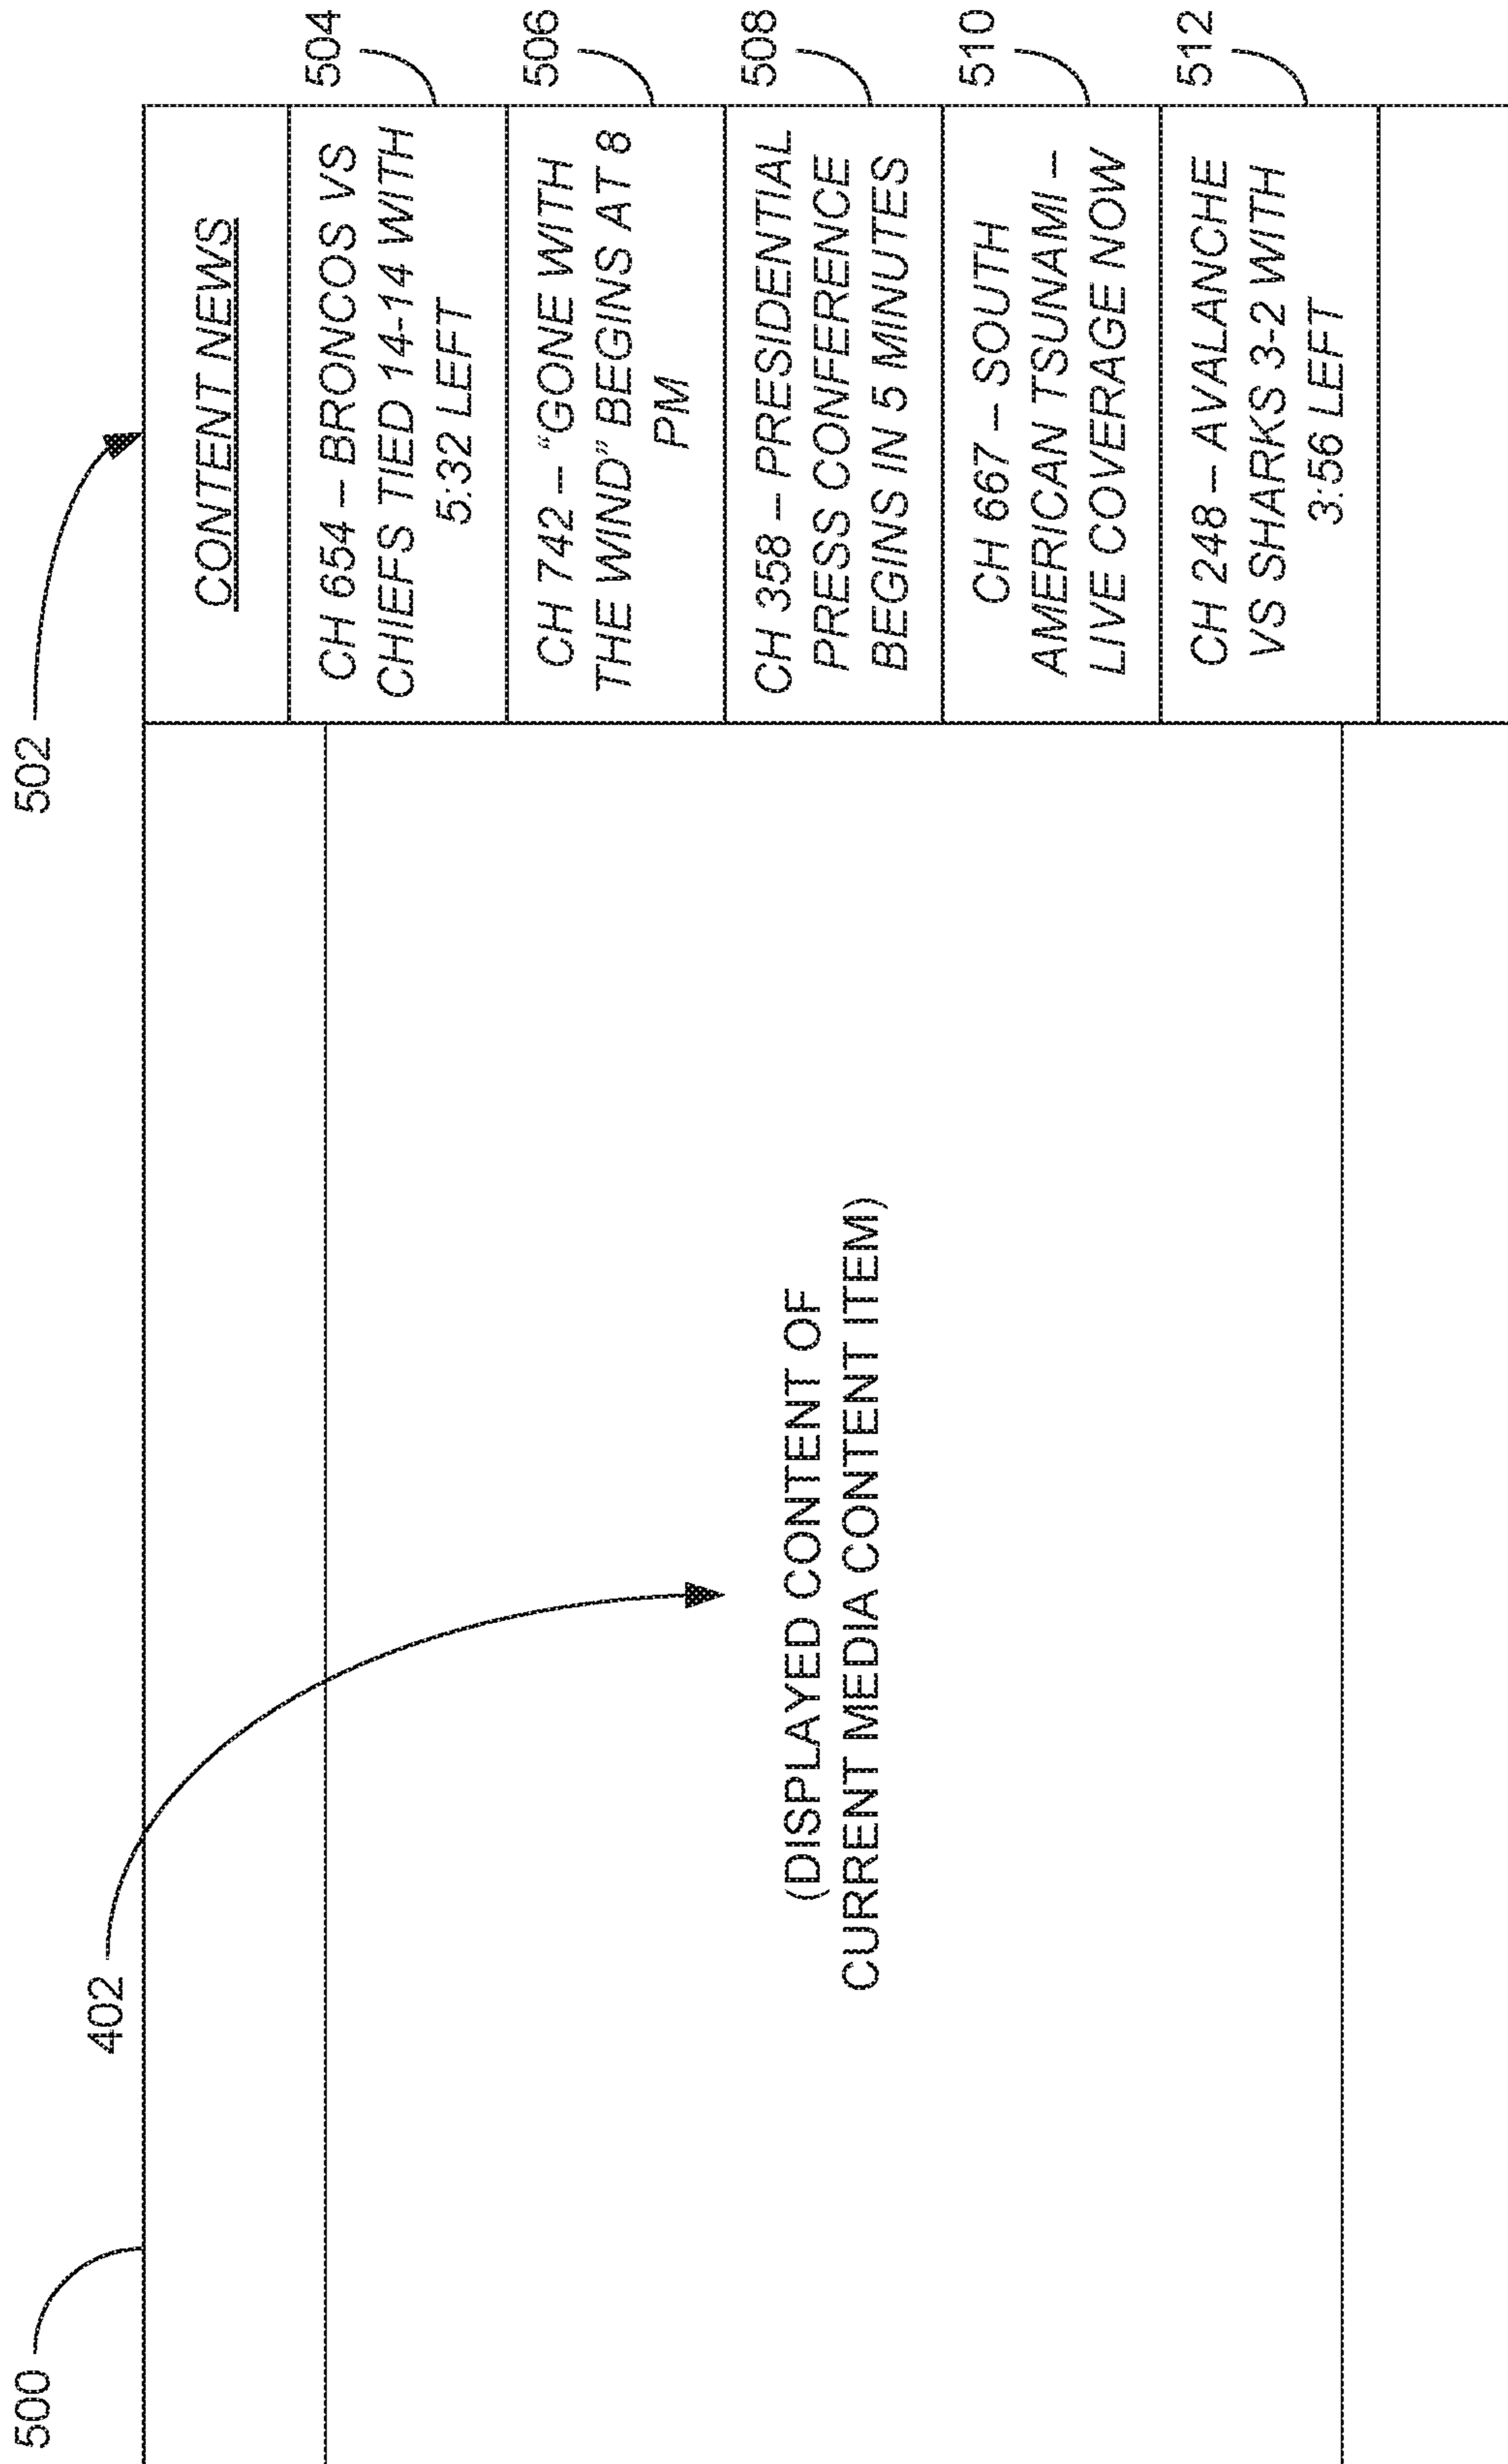 500
402
502
CONTENT NEWS
CH 654 – BRONCOS VS
CHIEFS TIED 14-14 WITH
5:32 LEFT
504
CH 742 – “GONE WITH
THE WIND” BEGINS AT 8
PM
506
CH 358 – PRESIDENTIAL
PRESS CONFERENCE
BEGINS IN 5 MINUTES
508
CH 667 – SOUTH
AMERICAN TSUNAMI –
LIVE COVERAGE NOW
510
CH 248 – AVALANCHE
VS SHARKS 3-2 WITH
3:56 LEFT
512
(DISPLAYED CONTENT OF
CURRENT MEDIA CONTENT ITEM)